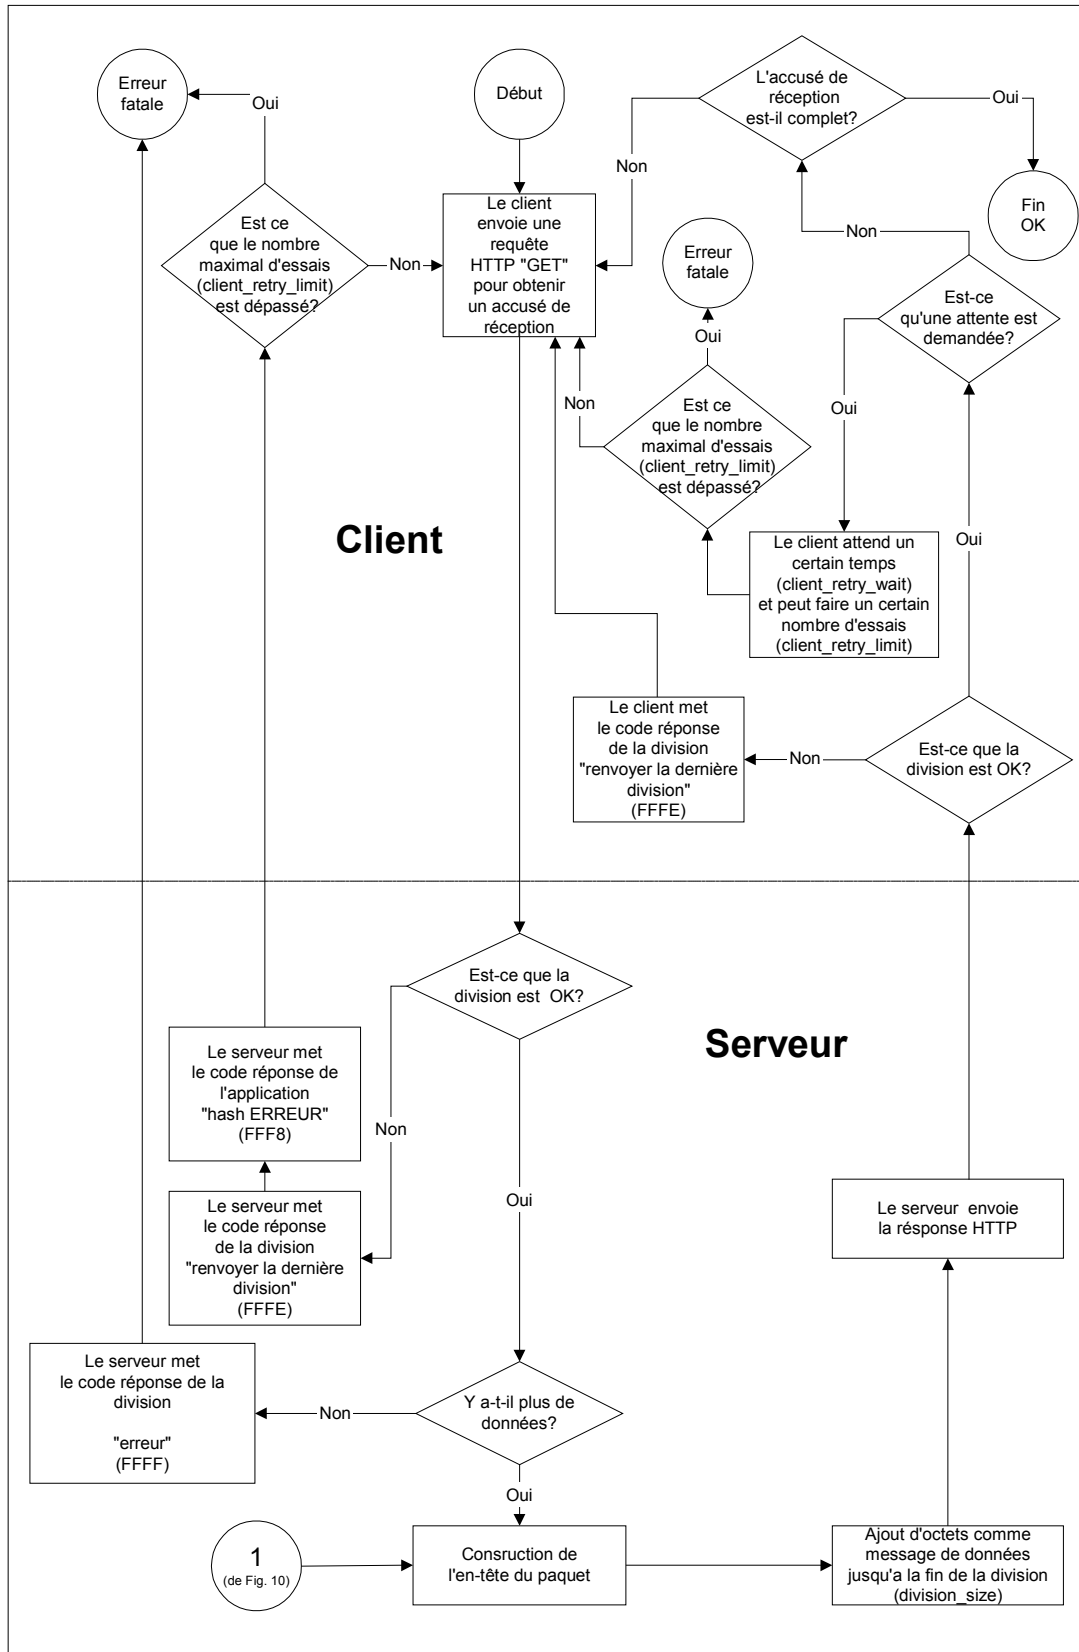 Erreur
fatale
Oui
Début
L'accusé de
réception
est-il complet?
Oui
Non
Fin
OK
Est ce
que le nombre
maximal d'essais
(client_retry_limit)
est dépassé?
Non
Le client
envoie une
requête
HTTP "GET"
pour obtenir
un accusé de
réception
Erreur
fatale
Non
Est-ce
qu'une attente est
demandée?
Oui
Non
Est ce
que le nombre
maximal d'essais
(client_retry_limit)
est dépassé?
Oui
Client
Le client attend un
certain temps
(client_retry_wait)
et peut faire un certain
nombre d'essais
(client_retry_limit)
Oui
Le client met
le code réponse
de la division
"renvoyer la dernière
division"
(FFFE)
Non
Est-ce que la
division est OK?
Est-ce que la
division est OK?
Serveur
Le serveur met
le code réponse de
l'application
"hash ERREUR"
(FFF8)
Non
Le serveur met
le code réponse
de la division
"renvoyer la dernière
division"
(FFFE)
Oui
Le serveur envoie
la résponse HTTP
Le serveur met
le code réponse de la
division
"erreur"
(FFFF)
Non
Y a-t-il plus de
données?
Oui
1
(de Fig. 10)
Consruction de
l'en-tête du paquet
Ajout d'octets comme
message de données
jusqu'a la fin de la division
(division_size)